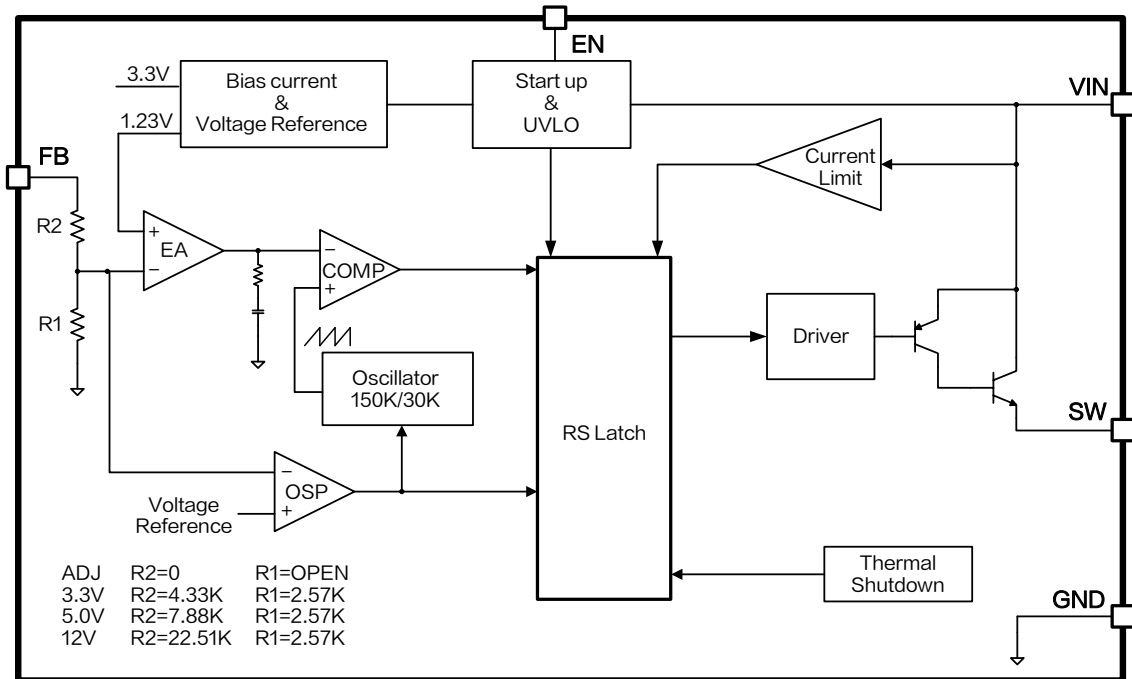 EN
3.3V
Bias current
&
Voltage Reference
Start up
&
UVLO
VIN
1.23V
FB
Current
Limit
R2
+
EA
−
−
COMP
+
R1
Oscillator
150K/30K
Driver
RS Latch
SW
−
OSP
+
Voltage
Reference
ADJ R2=0 R1=OPEN
3.3V R2=4.33K R1=2.57K
5.0V R2=7.88K R1=2.57K
12V R2=22.51K R1=2.57K
Thermal
Shutdown
GND